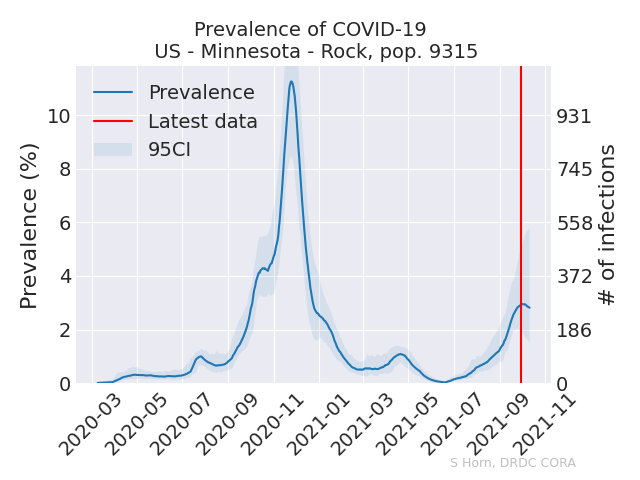 Prevalence of COVID-19
US - Minnesota - Rock, pop. 9315
Prevalence
Latest data
95CI
Prevalence (%)
10
8
6
4
2
0
931
745
558
372
186
0
# of infections
2020-03
2020-05
2020-07
2020-09
2020-11
2021-01
2021-03
2021-05
2021-07
2021-09
2021-11
S Horn, DRDC CORA